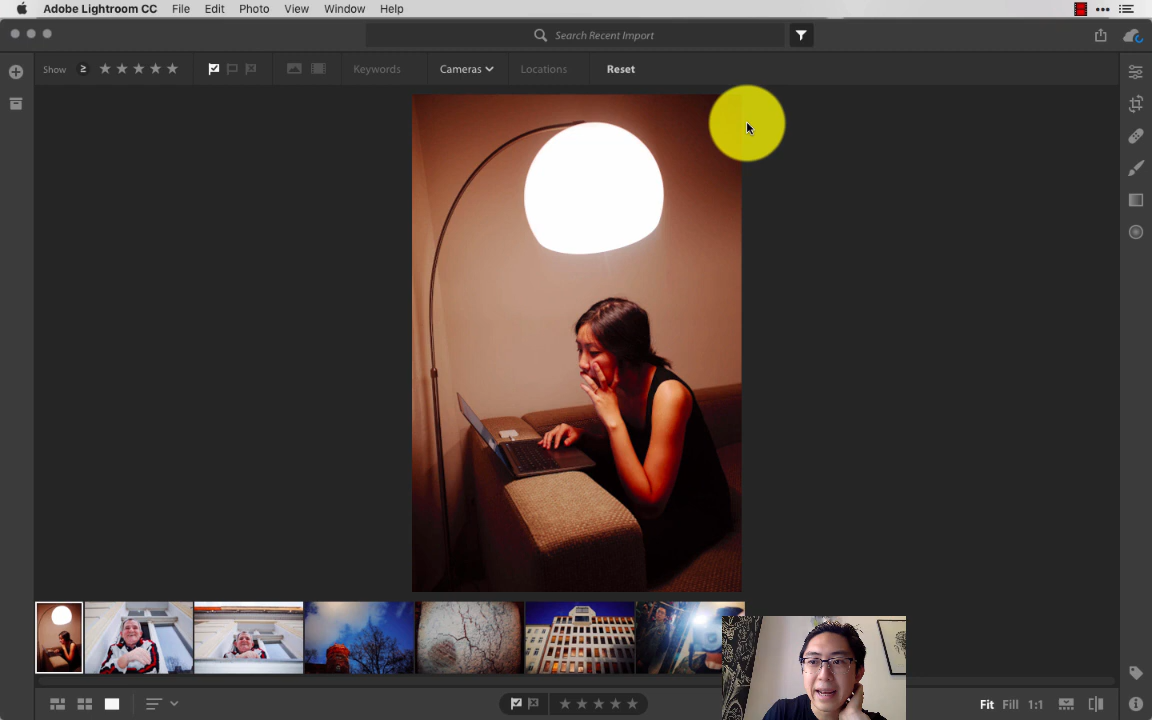 Adobe Lightroom CC File Edit Photo View Window Help
Search Recent Import
Show ≥ Keywords Cameras Locations Reset
Fit Fill 1:1